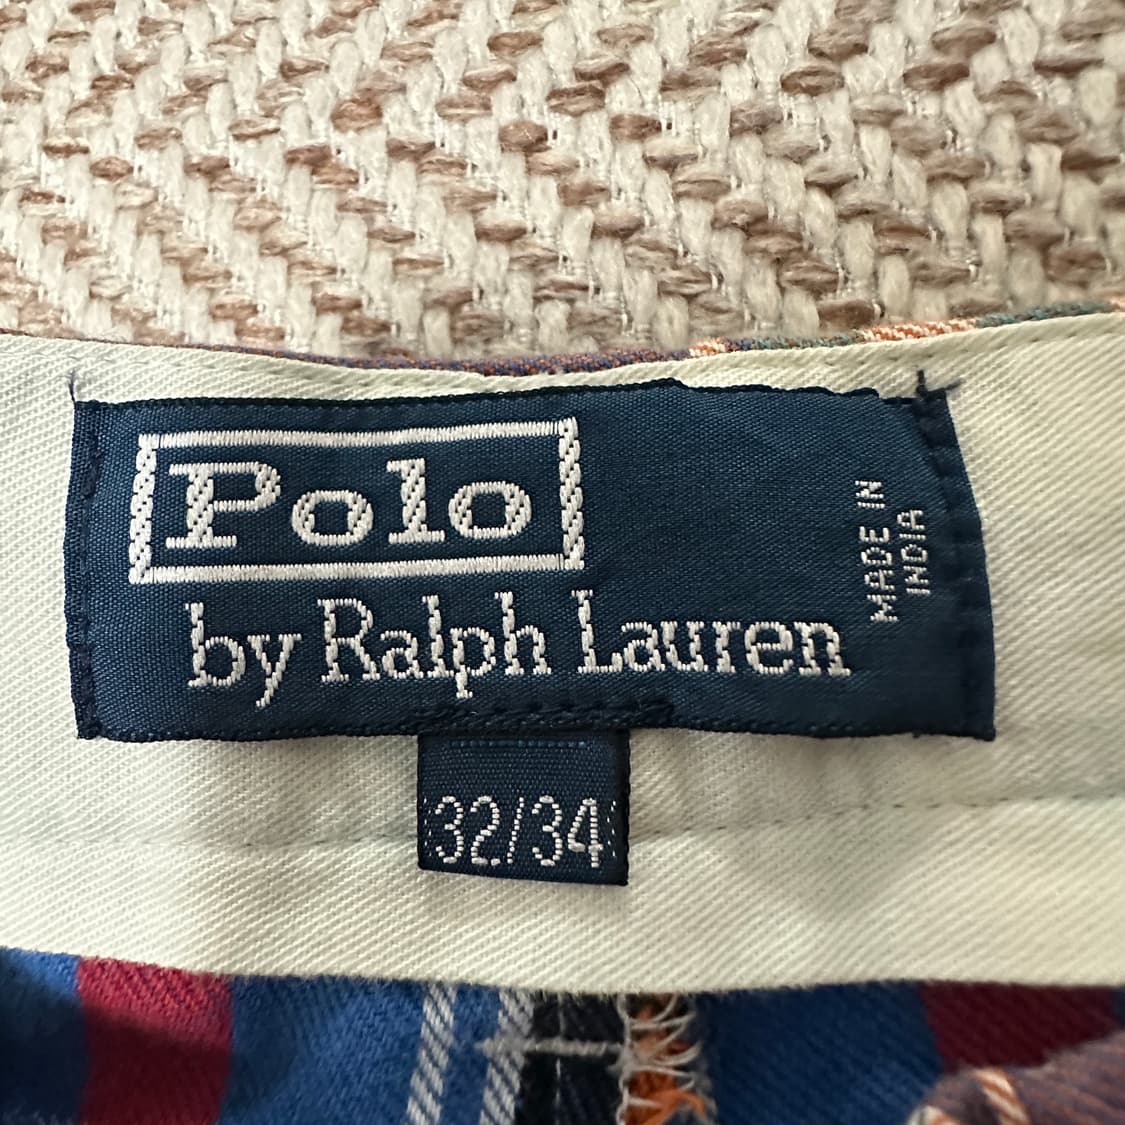 Polo
by Ralph Lauren
MADE IN
INDIA
32/34